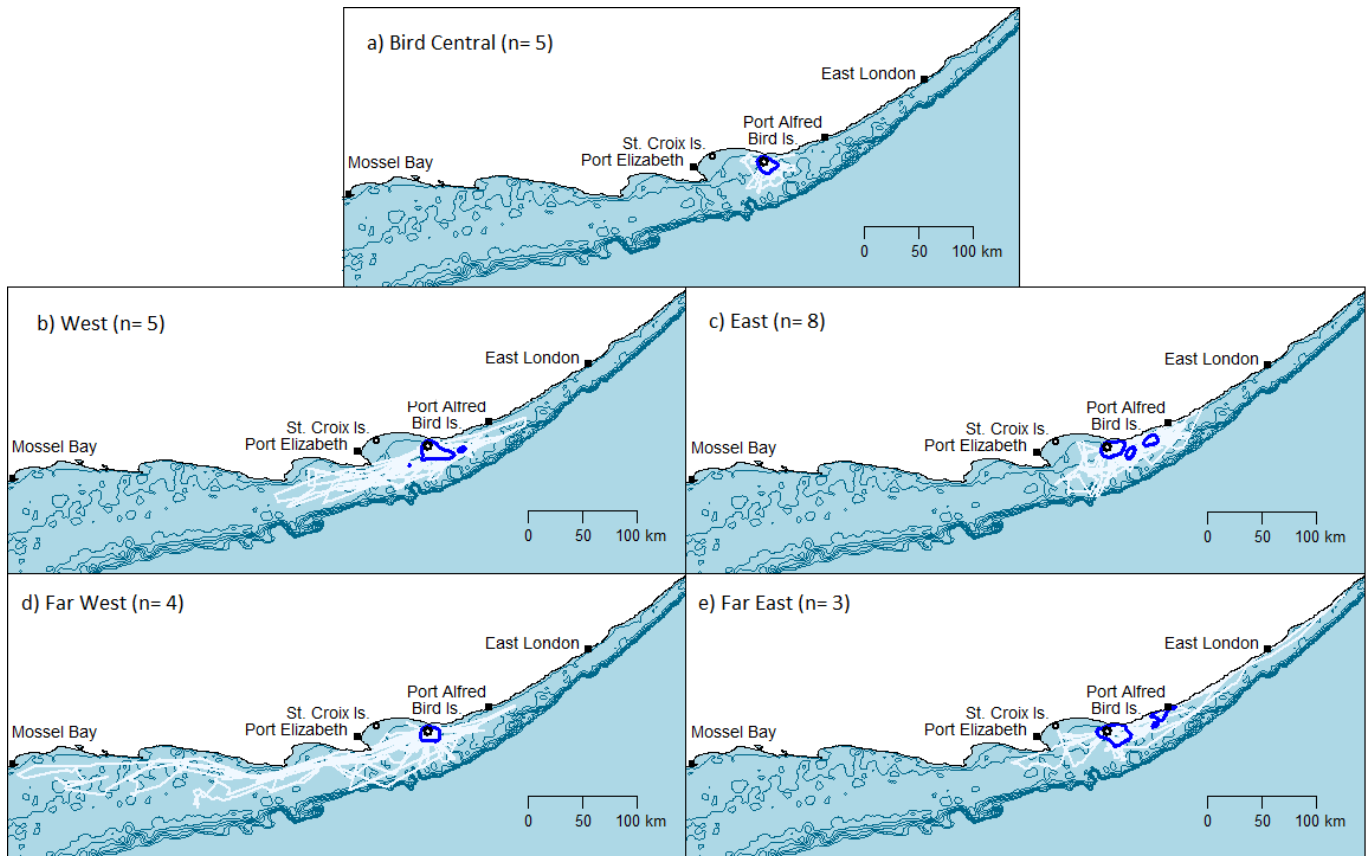 a) Bird Central (n= 5)
East London
Port Alfred
Bird Is.
St. Croix Is.
Port Elizabeth
Mossel Bay
0 50 100 km
b) West (n= 5)
East London
Port Alfred
Bird Is.
St. Croix Is.
Port Elizabeth
Mossel Bay
0 50 100 km
c) East (n= 8)
East London
Port Alfred
Bird Is.
St. Croix Is.
Port Elizabeth
Mossel Bay
0 50 100 km
d) Far West (n= 4)
East London
Port Alfred
Bird Is.
St. Croix Is.
Port Elizabeth
Mossel Bay
0 50 100 km
e) Far East (n= 3)
East London
Port Alfred
Bird Is.
St. Croix Is.
Port Elizabeth
Mossel Bay
0 50 100 km